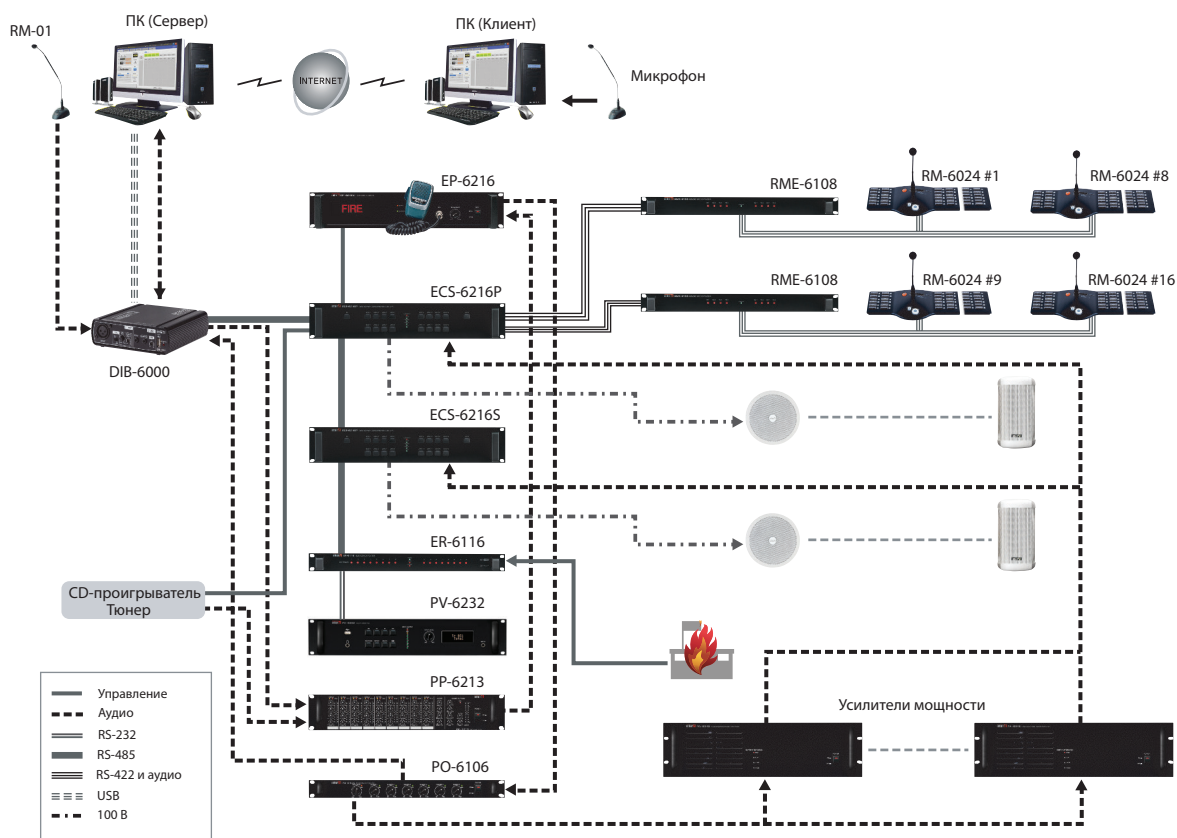 ПК (Сервер)
ПК (Клиент)
RM-01
INTERNET
Микрофон
EP-6216
FIRE
RME-6108
RM-6024 #1
RM-6024 #8
ECS-6216P
RME-6108
RM-6024 #9
RM-6024 #16
DIB-6000
ECS-6216S
ER-6116
CD-проигрыватель
Тюнер
PV-6232
PP-6213
Усилители мощности
PO-6106
Управление
Аудио
RS-232
RS-485
RS-422 и аудио
USB
100 В